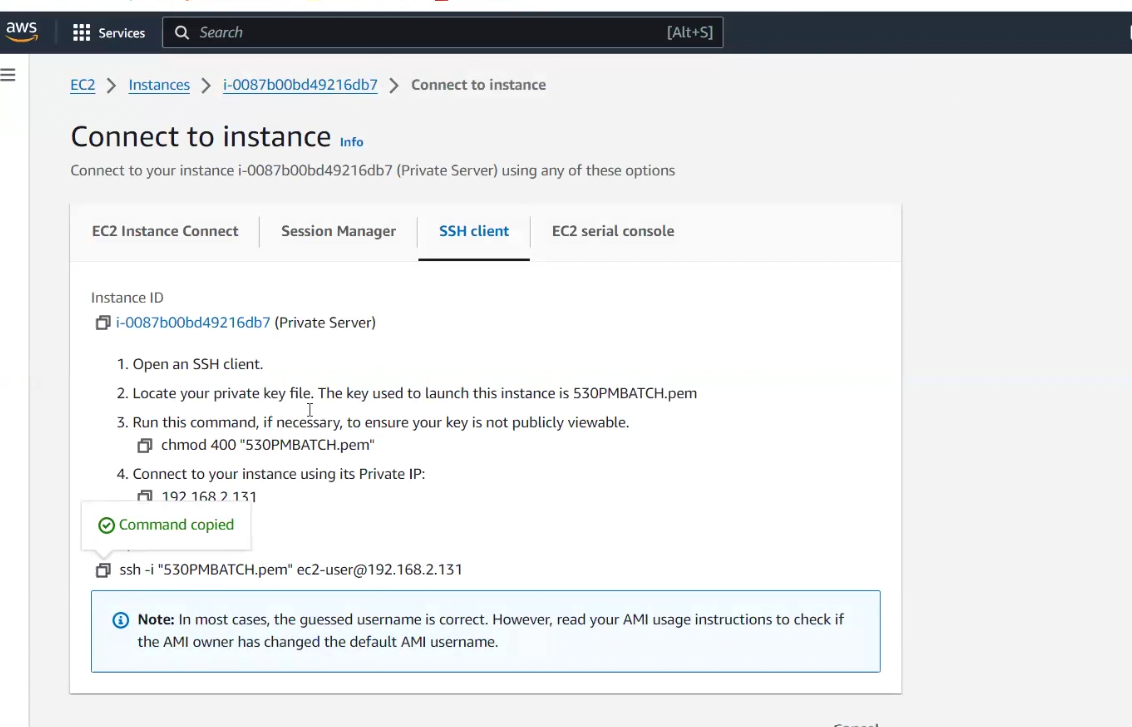 aws
Services
Search
[Alt+S]
EC2 > Instances > i-0087b00bd49216db7 > Connect to instance
Connect to instance Info
Connect to your instance i-0087b00bd49216db7 (Private Server) using any of these options
EC2 Instance Connect
Session Manager
SSH client
EC2 serial console
Instance ID
i-0087b00bd49216db7 (Private Server)
1. Open an SSH client.
2. Locate your private key file. The key used to launch this instance is 530PMBATCH.pem
3. Run this command, if necessary, to ensure your key is not publicly viewable.
chmod 400 "530PMBATCH.pem"
4. Connect to your instance using its Private IP:
192.168.2.131
Command copied
ssh -i "530PMBATCH.pem" ec2-user@192.168.2.131
Note: In most cases, the guessed username is correct. However, read your AMI usage instructions to check if
the AMI owner has changed the default AMI username.